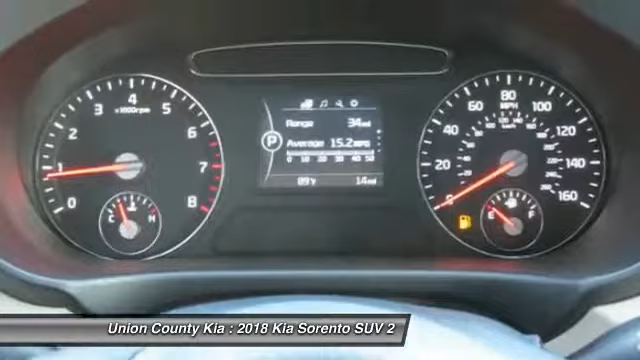 4
3 5
x1000rpm
2 6
1 7
0 8
C H
Range 34mi
P
Average 15.2MPG
0 10 20 30 40 50
89°F 14mi
80
60 MPH 100
40 120
km/h
20 140
0 160
E F
Union County Kia : 2018 Kia Sorento SUV 2